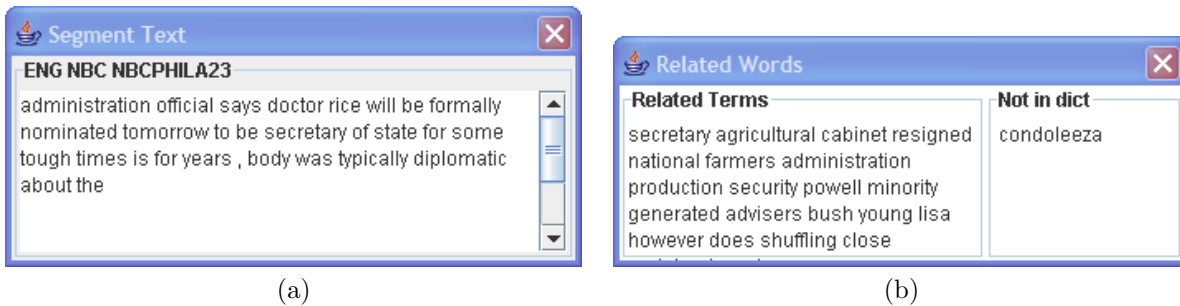 Segment Text
ENG NBC NBCPHILA23
administration official says doctor rice will be formally
nominated tomorrow to be secretary of state for some
tough times is for years , body was typically diplomatic
about the
(a)
Related Words
Related Terms
secretary agricultural cabinet resigned
national farmers administration
production security powell minority
generated advisers bush young lisa
however does shuffling close
Not in dict
condoleeza
(b)